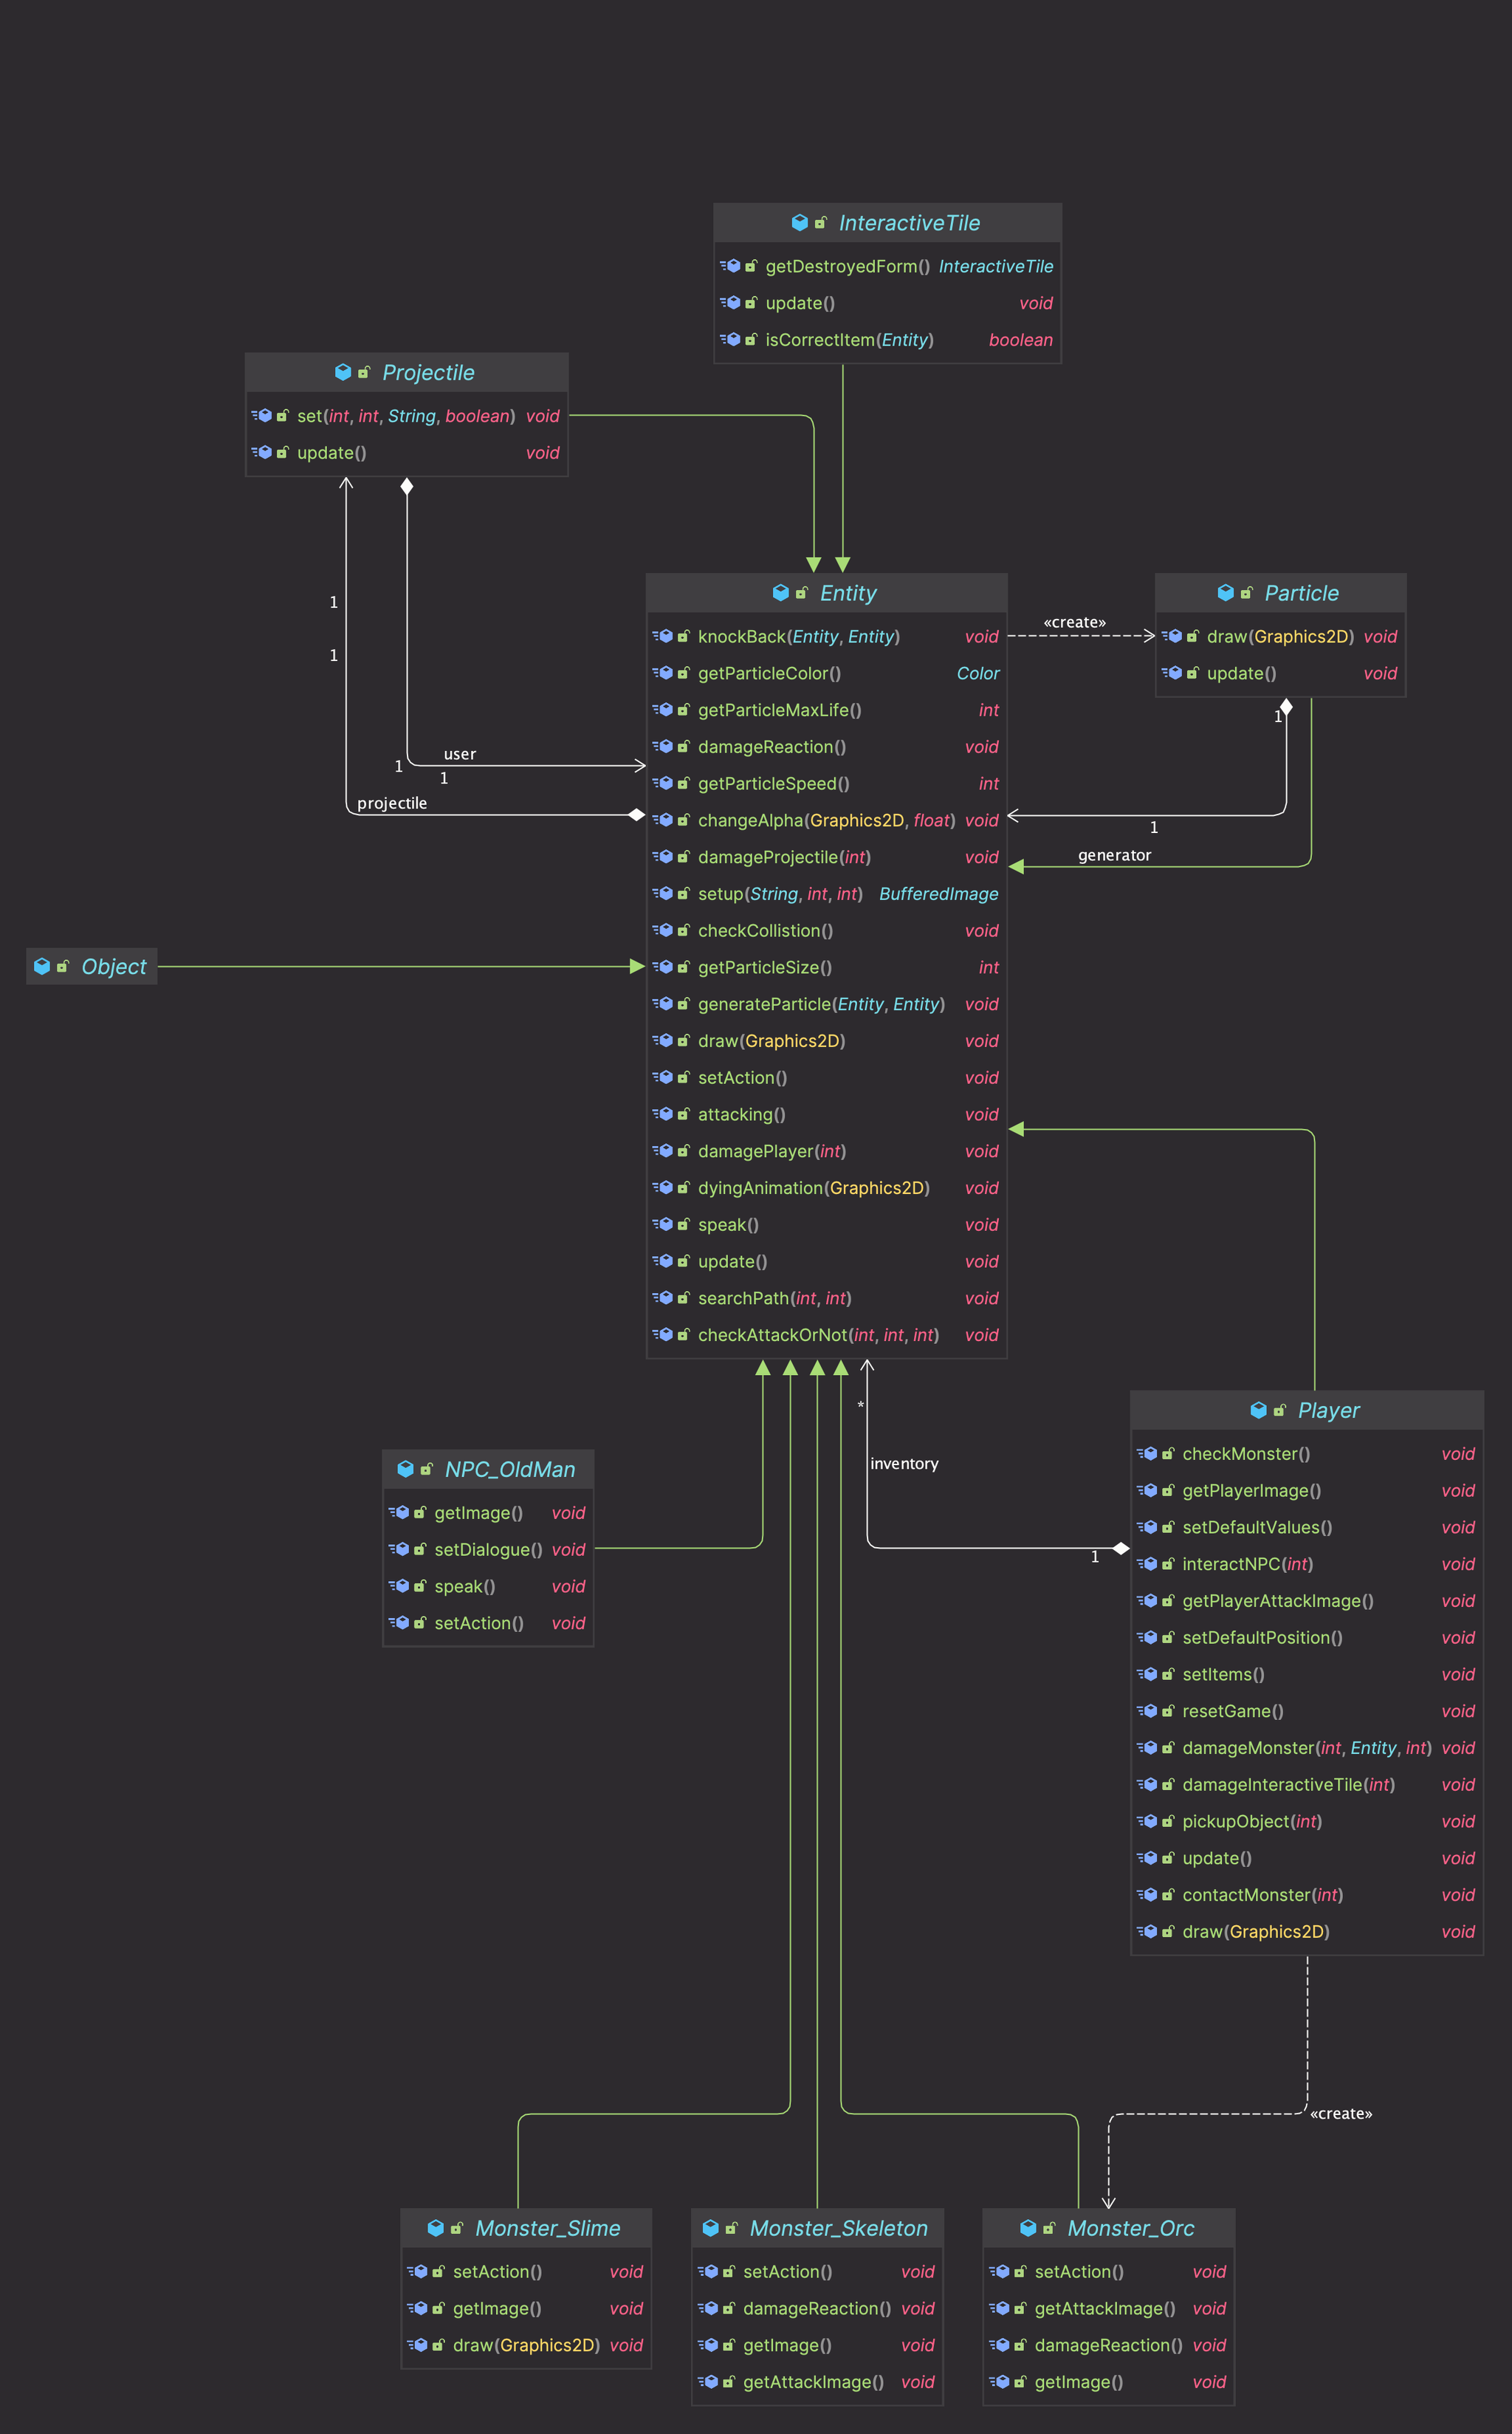 InteractiveTile
getDestroyedForm() InteractiveTile
update() void
isCorrectItem(Entity) boolean
Projectile
set(int, int, String, boolean) void
update() void
1
1
user
1
1
projectile
Entity
knockBack(Entity, Entity) void
getParticleColor() Color
getParticleMaxLife() int
damageReaction() void
getParticleSpeed() int
changeAlpha(Graphics2D, float) void
damageProjectile(int) void
setup(String, int, int) BufferedImage
checkCollistion() void
getParticleSize() int
generateParticle(Entity, Entity) void
draw(Graphics2D) void
setAction() void
attacking() void
damagePlayer(int) void
dyingAnimation(Graphics2D) void
speak() void
update() void
searchPath(int, int) void
checkAttackOrNot(int, int, int) void
«create»
Particle
draw(Graphics2D) void
update() void
1
1
generator
Object
*
inventory
1
NPC_OldMan
getImage() void
setDialogue() void
speak() void
setAction() void
Player
checkMonster() void
getPlayerImage() void
setDefaultValues() void
interactNPC(int) void
getPlayerAttackImage() void
setDefaultPosition() void
setItems() void
resetGame() void
damageMonster(int, Entity, int) void
damageInteractiveTile(int) void
pickupObject(int) void
update() void
contactMonster(int) void
draw(Graphics2D) void
«create»
Monster_Slime
setAction() void
getImage() void
draw(Graphics2D) void
Monster_Skeleton
setAction() void
damageReaction() void
getImage() void
getAttackImage() void
Monster_Orc
setAction() void
getAttackImage() void
damageReaction() void
getImage() void